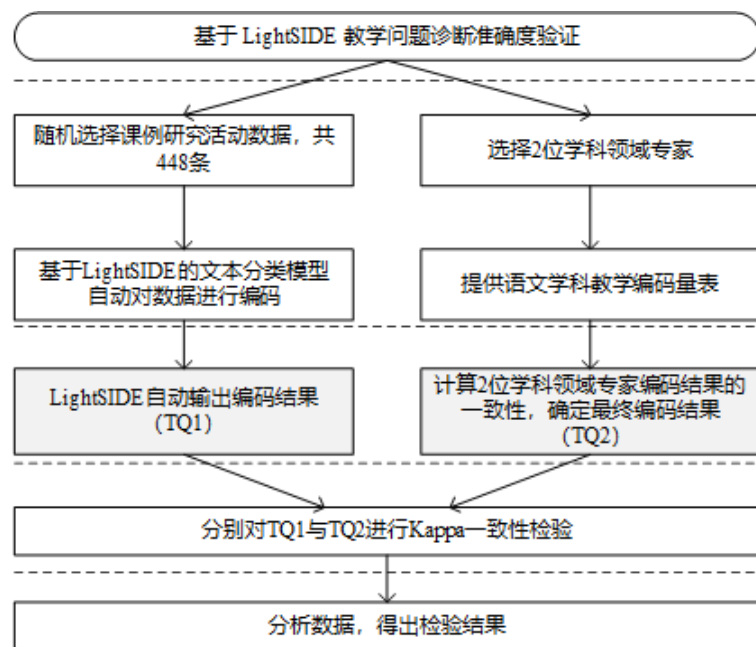 基于 LightSIDE 教学问题诊断准确度验证
随机选择课例研究活动数据，共
448条
选择2位学科领域专家
基于LightSIDE的文本分类模型
自动对数据进行编码
提供语文学科教学编码量表
LightSIDE自动输出编码结果
（TQ1）
计算2位学科领域专家编码结果的
一致性，确定最终编码结果
（TQ2）
分别对TQ1与TQ2进行Kappa一致性检验
分析数据，得出检验结果